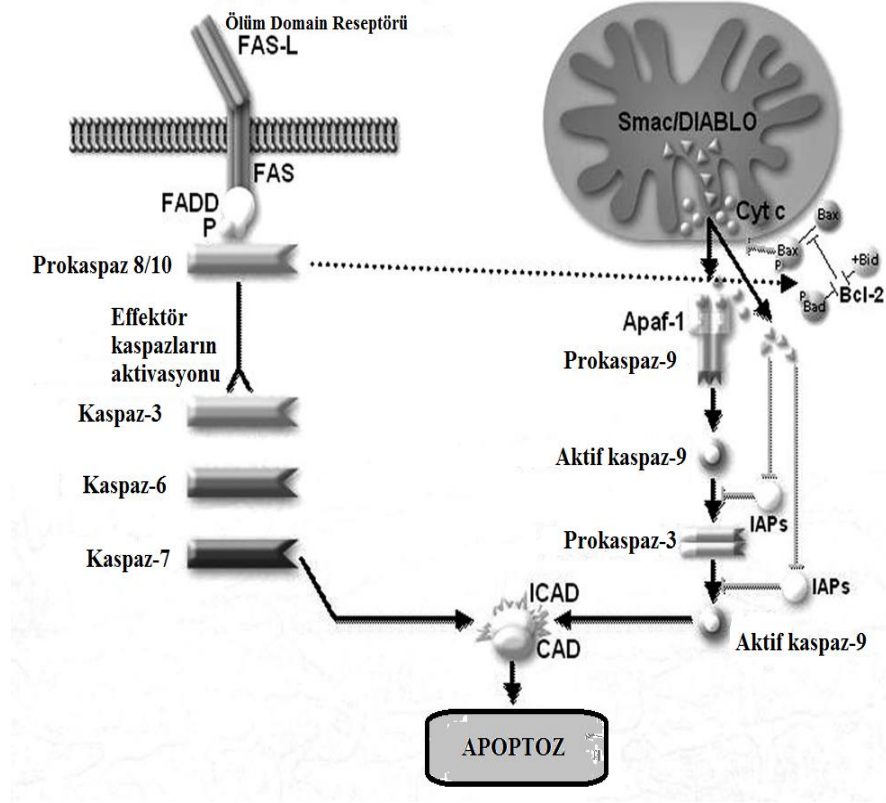 Ölüm Domain Reseptörü
FAS-L
FAS
FADD
P
Prokaspaz 8/10
Effektör
kaspazların
aktivasyonu
Kaspaz-3
Kaspaz-6
Kaspaz-7
Smac/DIABLO
Cyt c
Bax
Bax
P
+Bid
Bcl-2
P
Bad
Apaf-1
Prokaspaz-9
Aktif kaspaz-9
IAPs
Prokaspaz-3
IAPs
Aktif kaspaz-9
ICAD
CAD
APOPTOZ